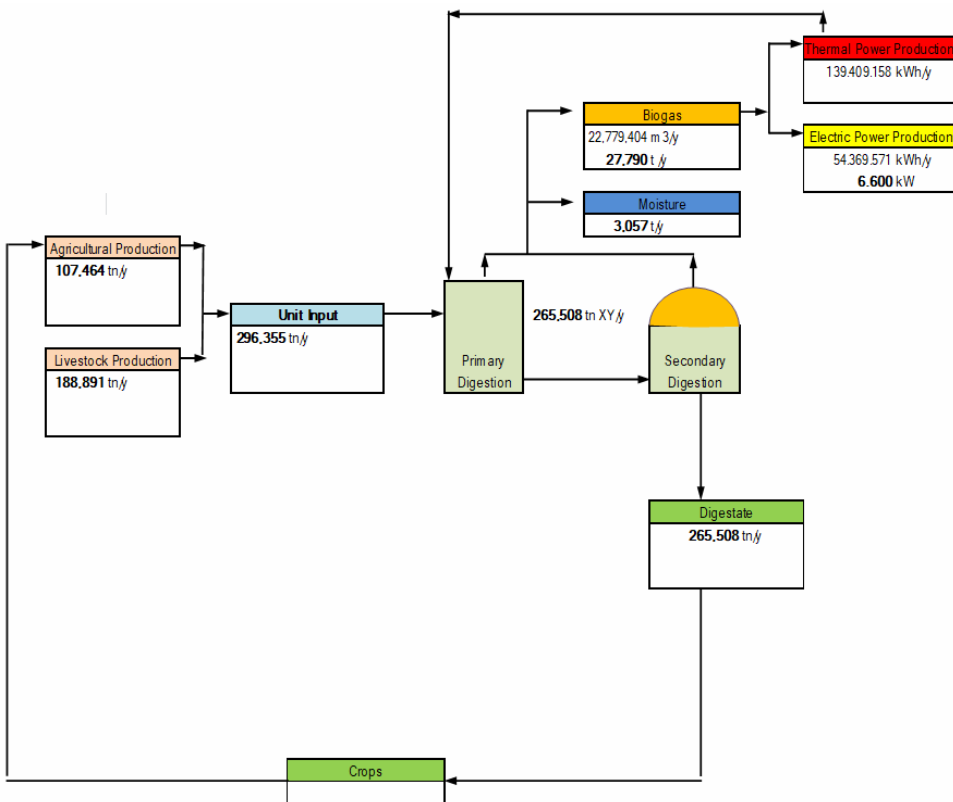 Thermal Power Production
139.409.158 kWh/y
Biogas
22,779,404 m 3/y
27,790 t /y
Electric Power Production
54.369.571 kWh/y
6.600 kW
Moisture
3,057 t/y
Agricultural Production
107,464 tn/y
Unit Input
296,355 tn/y
Livestock Production
188,891 tn/y
265,508 tn XY/y
Primary
Digestion
Secondary
Digestion
Digestate
265,508 tn/y
Crops